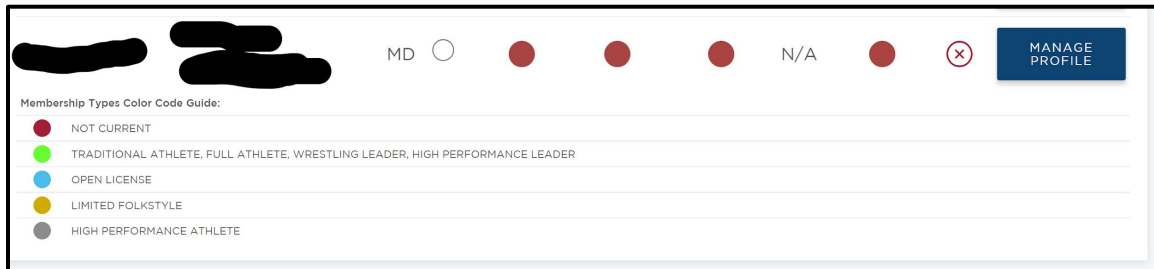 MD N/A MANAGE
PROFILE
Membership Types Color Code Guide:
NOT CURRENT
TRADITIONAL ATHLETE, FULL ATHLETE, WRESTLING LEADER, HIGH PERFORMANCE LEADER
OPEN LICENSE
LIMITED FOLKSTYLE
HIGH PERFORMANCE ATHLETE